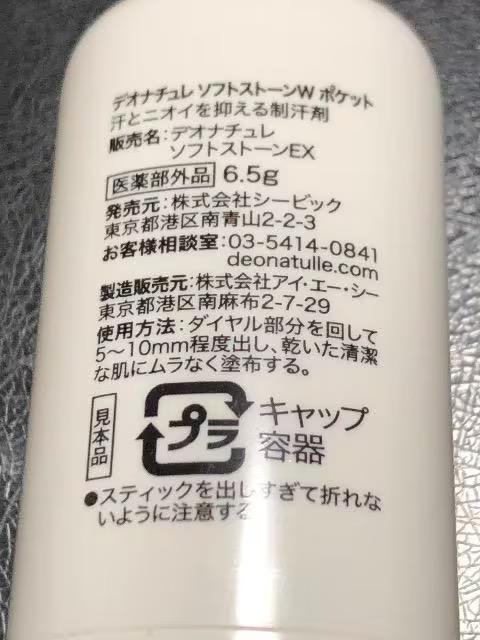 デオナチュレ ソフトストーンW ポケット
汗とニオイを抑える制汗剤
販売名：デオナチュレ
ソフトストーンEX
医薬部外品 6.5g
発売元：株式会社シービック
東京都港区南青山2-2-3
お客様相談室：03-5414-0841
deonatulle.com
製造販売元：株式会社アイ・エー・シー
東京都港区南麻布2-7-29
使用方法：ダイヤル部分を回して
5～10mm程度出し、乾いた清潔
な肌にムラなく塗布する。
見本品
プラ
キャップ
容器
●スティックを出しすぎて折れな
いように注意する